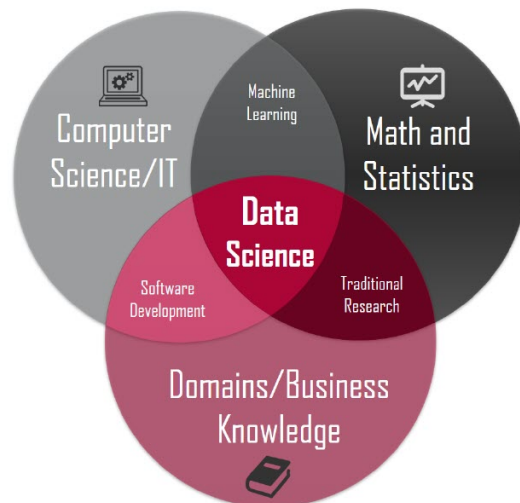 Computer
Science/IT
Machine
Learning
Math and
Statistics
Data
Science
Software
Development
Traditional
Research
Domains/Business
Knowledge